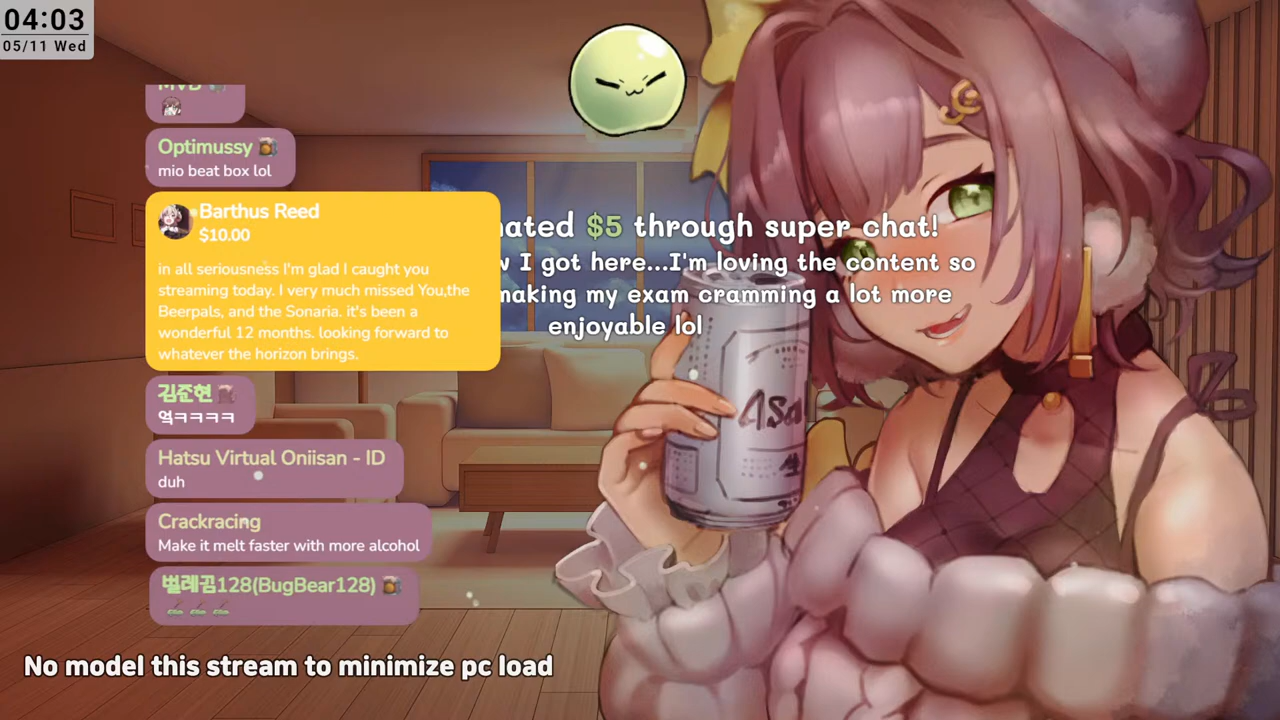 04:03
05/11 Wed
Optimussy
mio beat box lol
Barthus Reed
$10.00
in all seriousness I'm glad I caught you
streaming today. I very much missed You,the
Beerpals, and the Sonaria. it's been a
wonderful 12 months. looking forward to
whatever the horizon brings.
김준현
엌ㅋㅋㅋㅋ
Hatsu Virtual Oniisan - ID
duh
Crackracing
Make it melt faster with more alcohol
벌레곰128(BugBear128)
$5 through super chat!
I got here...I'm loving the content so
making my exam cramming a lot more
enjoyable lol
No model this stream to minimize pc load